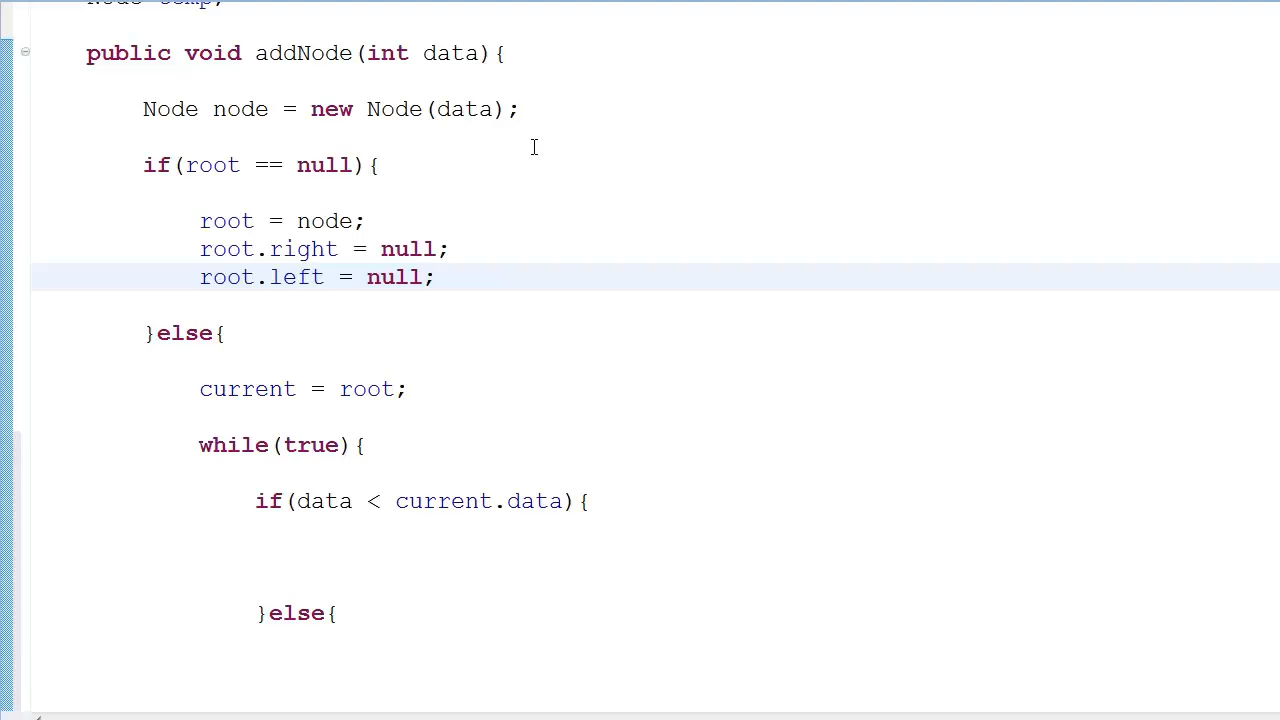 public void addNode(int data){
Node node = new Node(data);
if(root == null){
root = node;
root.right = null;
root.left = null;
}else{
current = root;
while(true){
if(data < current.data){
}else{